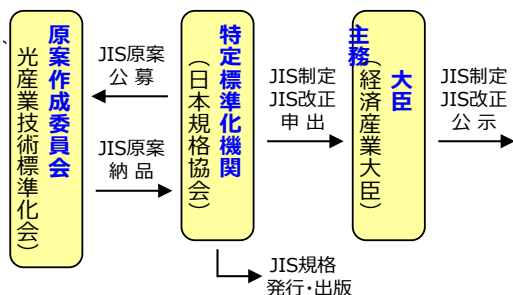 原案作成委員会
光産業技術標準化会）
JIS原案
公 募
JIS原案
納 品
特定標準化機関
（日本規格協会）
JIS制定
JIS改正
申 出
主務
大臣
（経済産業大臣）
JIS制定
JIS改正
公 示
JIS規格
発行・出版